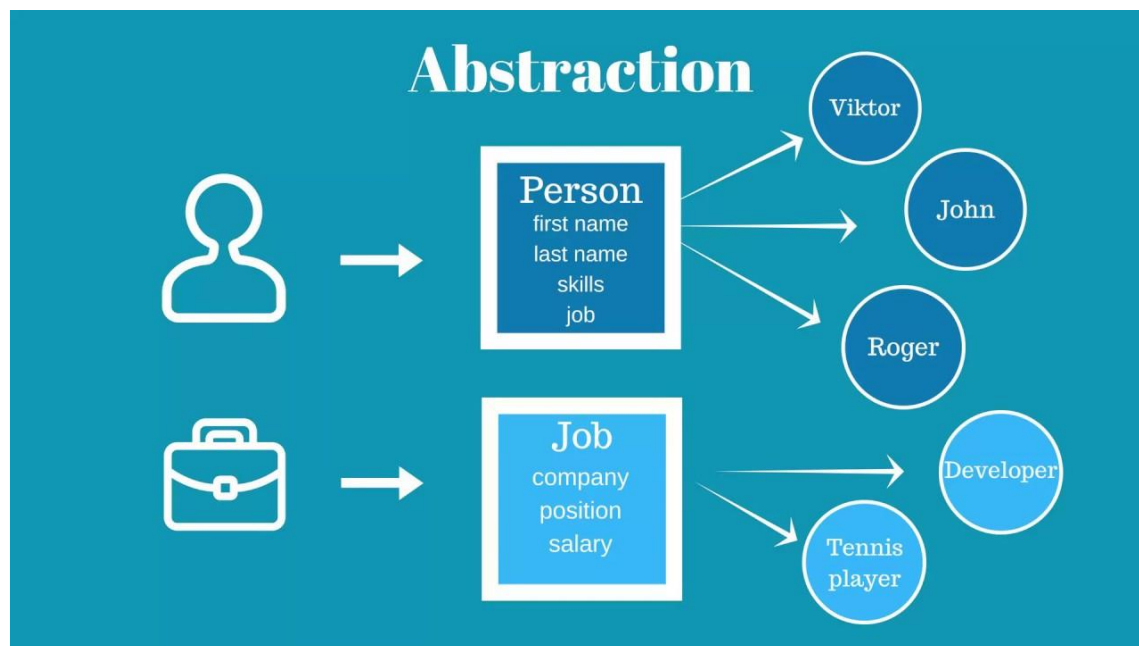 Abstraction
Viktor
Person
first name
last name
skills
job
John
Roger
Job
company
position
salary
Developer
Tennis
player